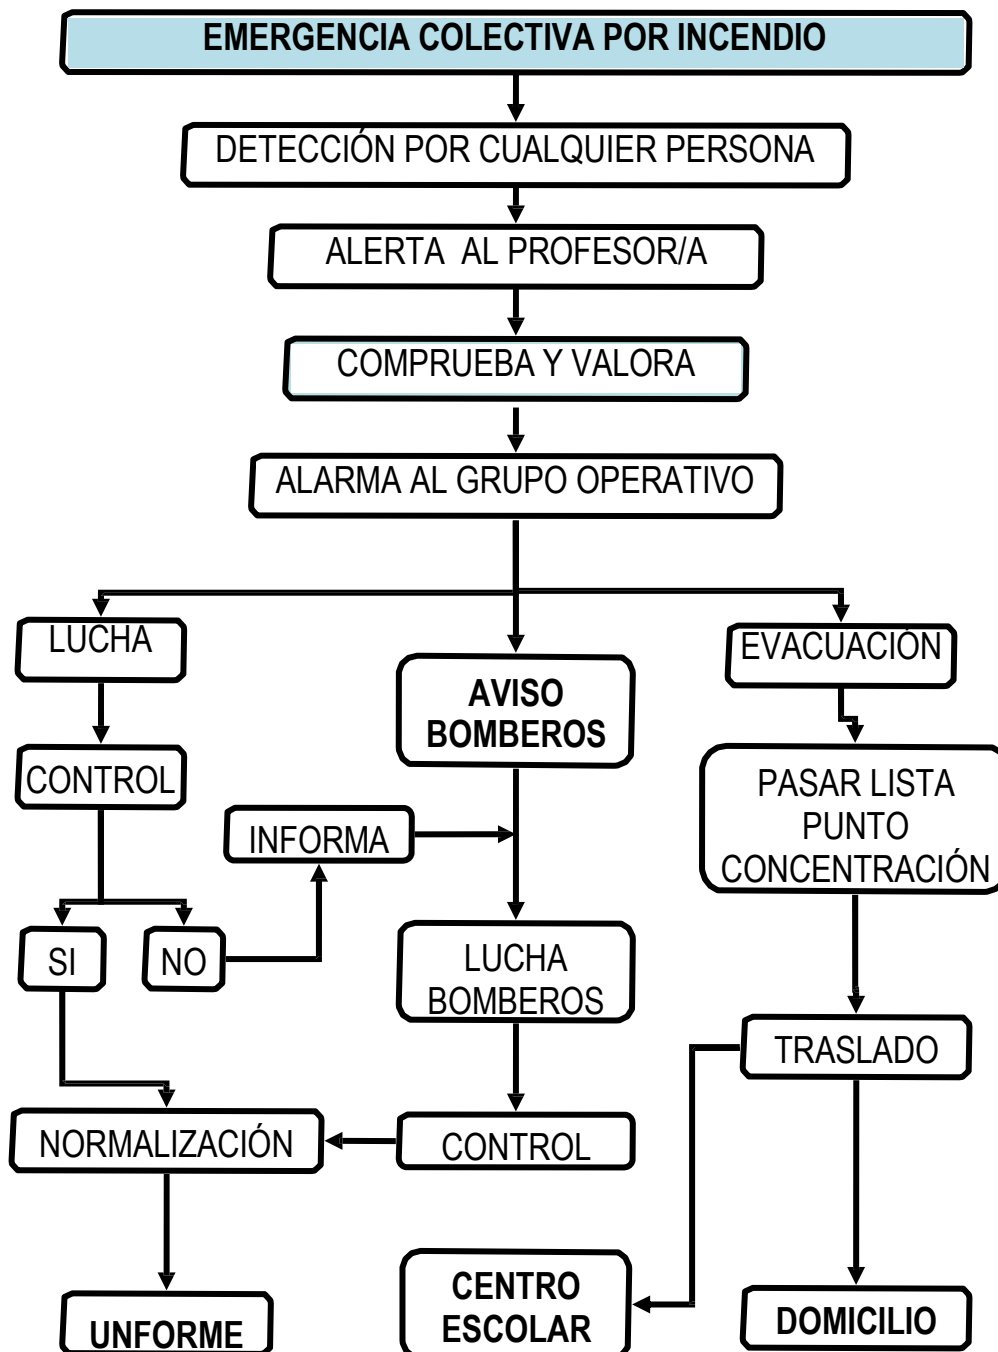 EMERGENCIA COLECTIVA POR INCENDIO
DETECCIÓN POR CUALQUIER PERSONA
ALERTA AL PROFESOR/A
COMPRUEBA Y VALORA
ALARMA AL GRUPO OPERATIVO
LUCHA
AVISO
BOMBEROS
EVACUACIÓN
CONTROL
INFORMA
PASAR LISTA
PUNTO
CONCENTRACIÓN
SI
NO
LUCHA
BOMBEROS
TRASLADO
NORMALIZACIÓN
CONTROL
UNFORME
CENTRO
ESCOLAR
DOMICILIO